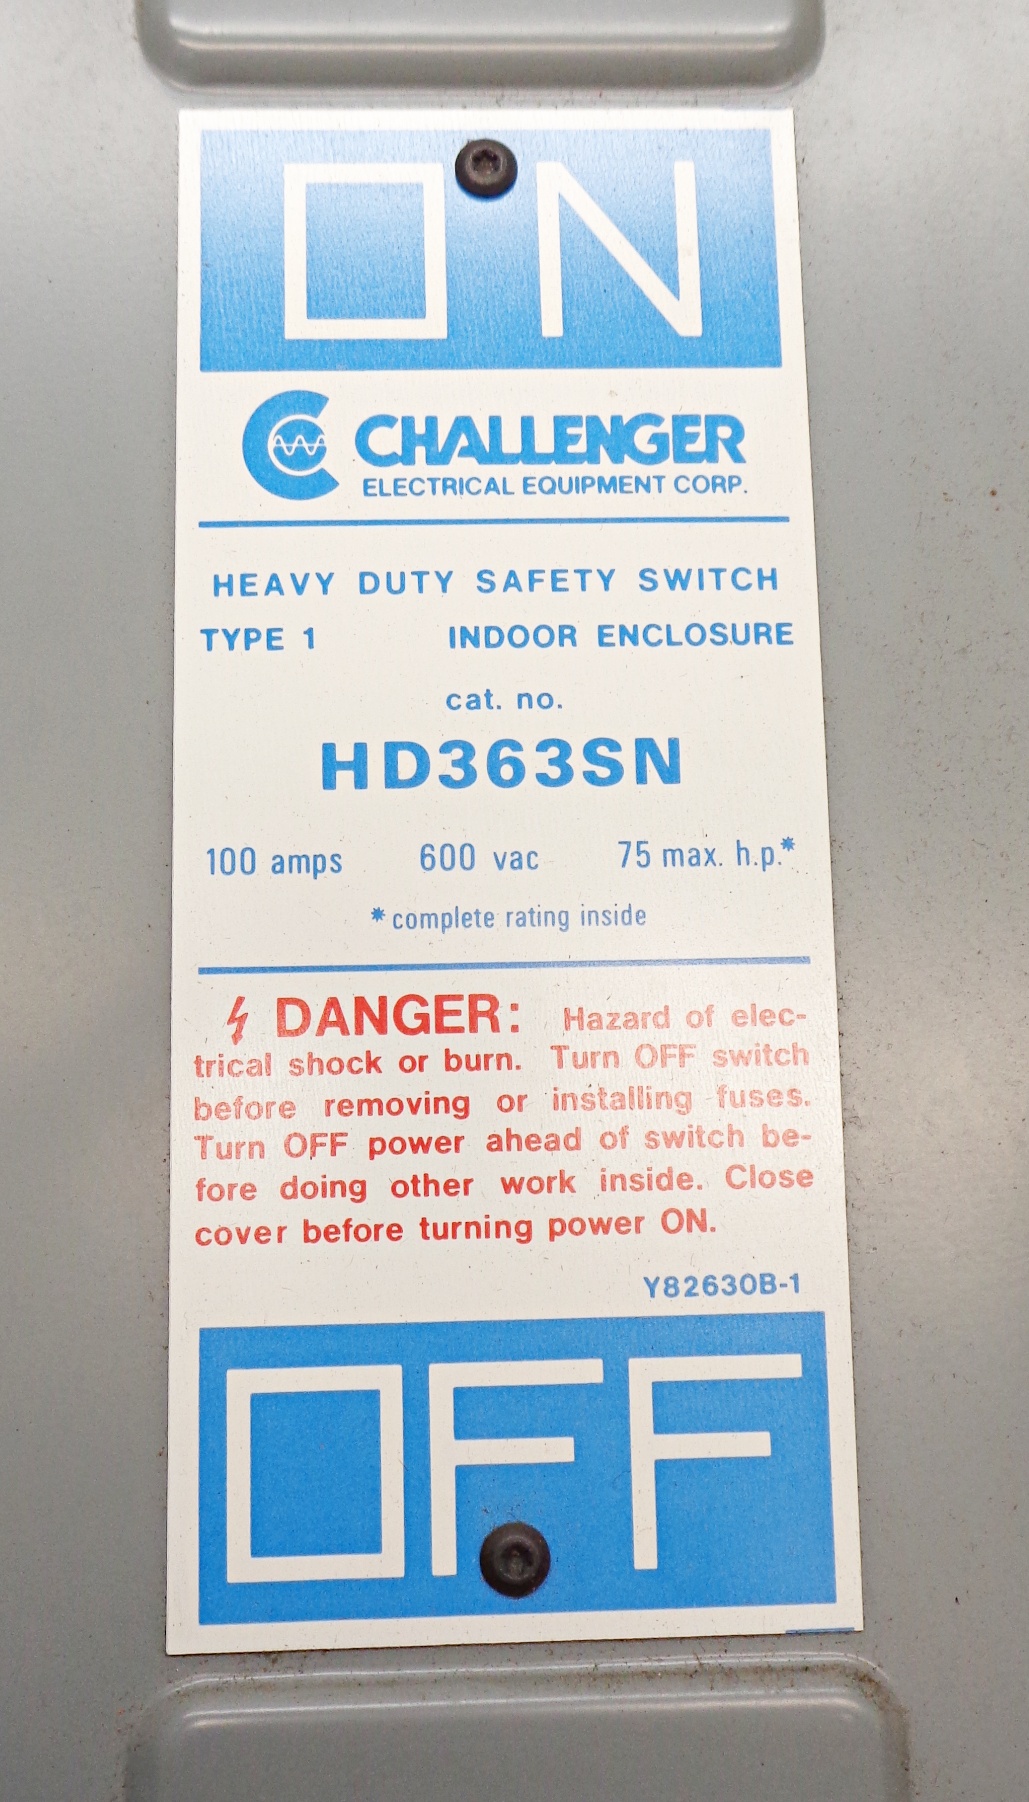 ON
CHALLENGER
ELECTRICAL EQUIPMENT CORP.
HEAVY DUTY SAFETY SWITCH
TYPE 1 INDOOR ENCLOSURE
cat. no.
HD363SN
100 amps 600 vac 75 max. h.p.*
*complete rating inside
DANGER: Hazard of elec-
trical shock or burn. Turn OFF switch
before removing or installing fuses.
Turn OFF power ahead of switch be-
fore doing other work inside. Close
cover before turning power ON.
Y82630B-1
OFF